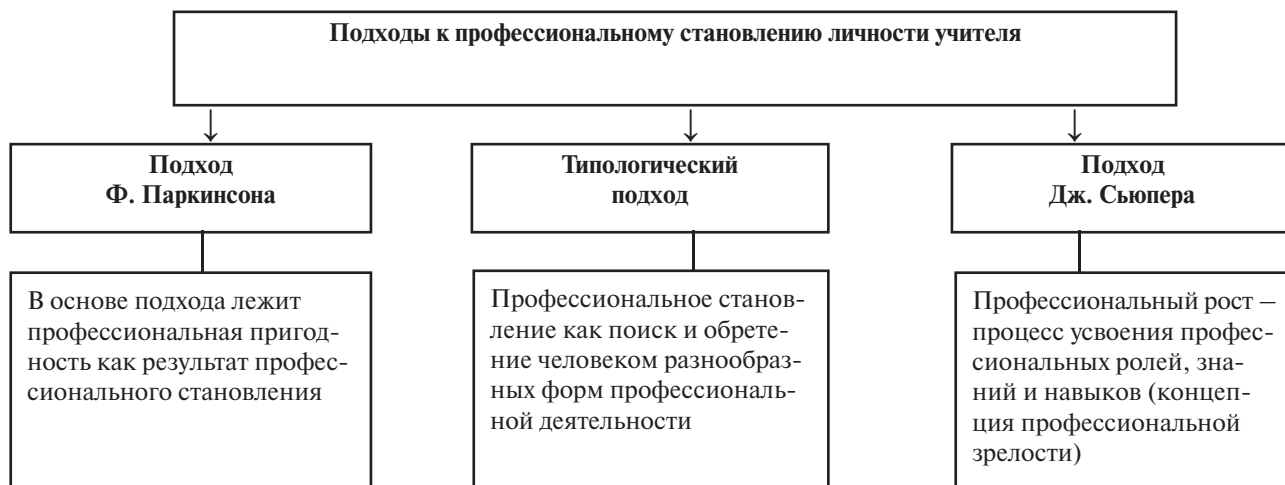 Подходы к профессиональному становлению личности учителя
Подход
Ф. Паркинсона
В основе подхода лежит
профессиональная пригод-
ность как результат профес-
сионального становления
Типологический
подход
Профессиональное станов-
ление как поиск и обрете-
ние человеком разнообраз-
ных форм профессиональ-
ной деятельности
Подход
Дж. Сьюпера
Профессиональный рост –
процесс усвоения профес-
сиональных ролей, зна-
ний и навыков (концеп-
ция профессиональной
зрелости)